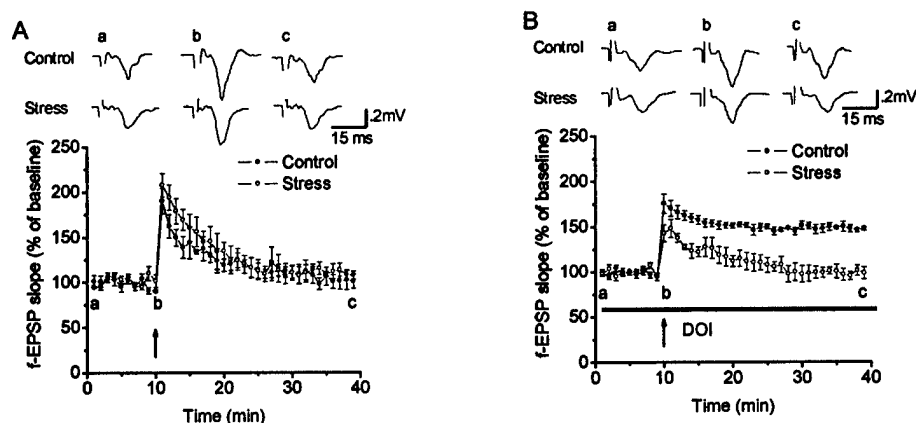 A
a b c
Control
Stress
.2mV
15 ms
250
200
150
100
50
0
f-EPSP slope (% of baseline)
Control
Stress
a b c
0 10 20 30 40
Time (min)
B
a b c
Control
Stress
.2mV
15 ms
250
200
150
100
50
0
f-EPSP slope (% of baseline)
Control
Stress
a b c
DOI
0 10 20 30 40
Time (min)